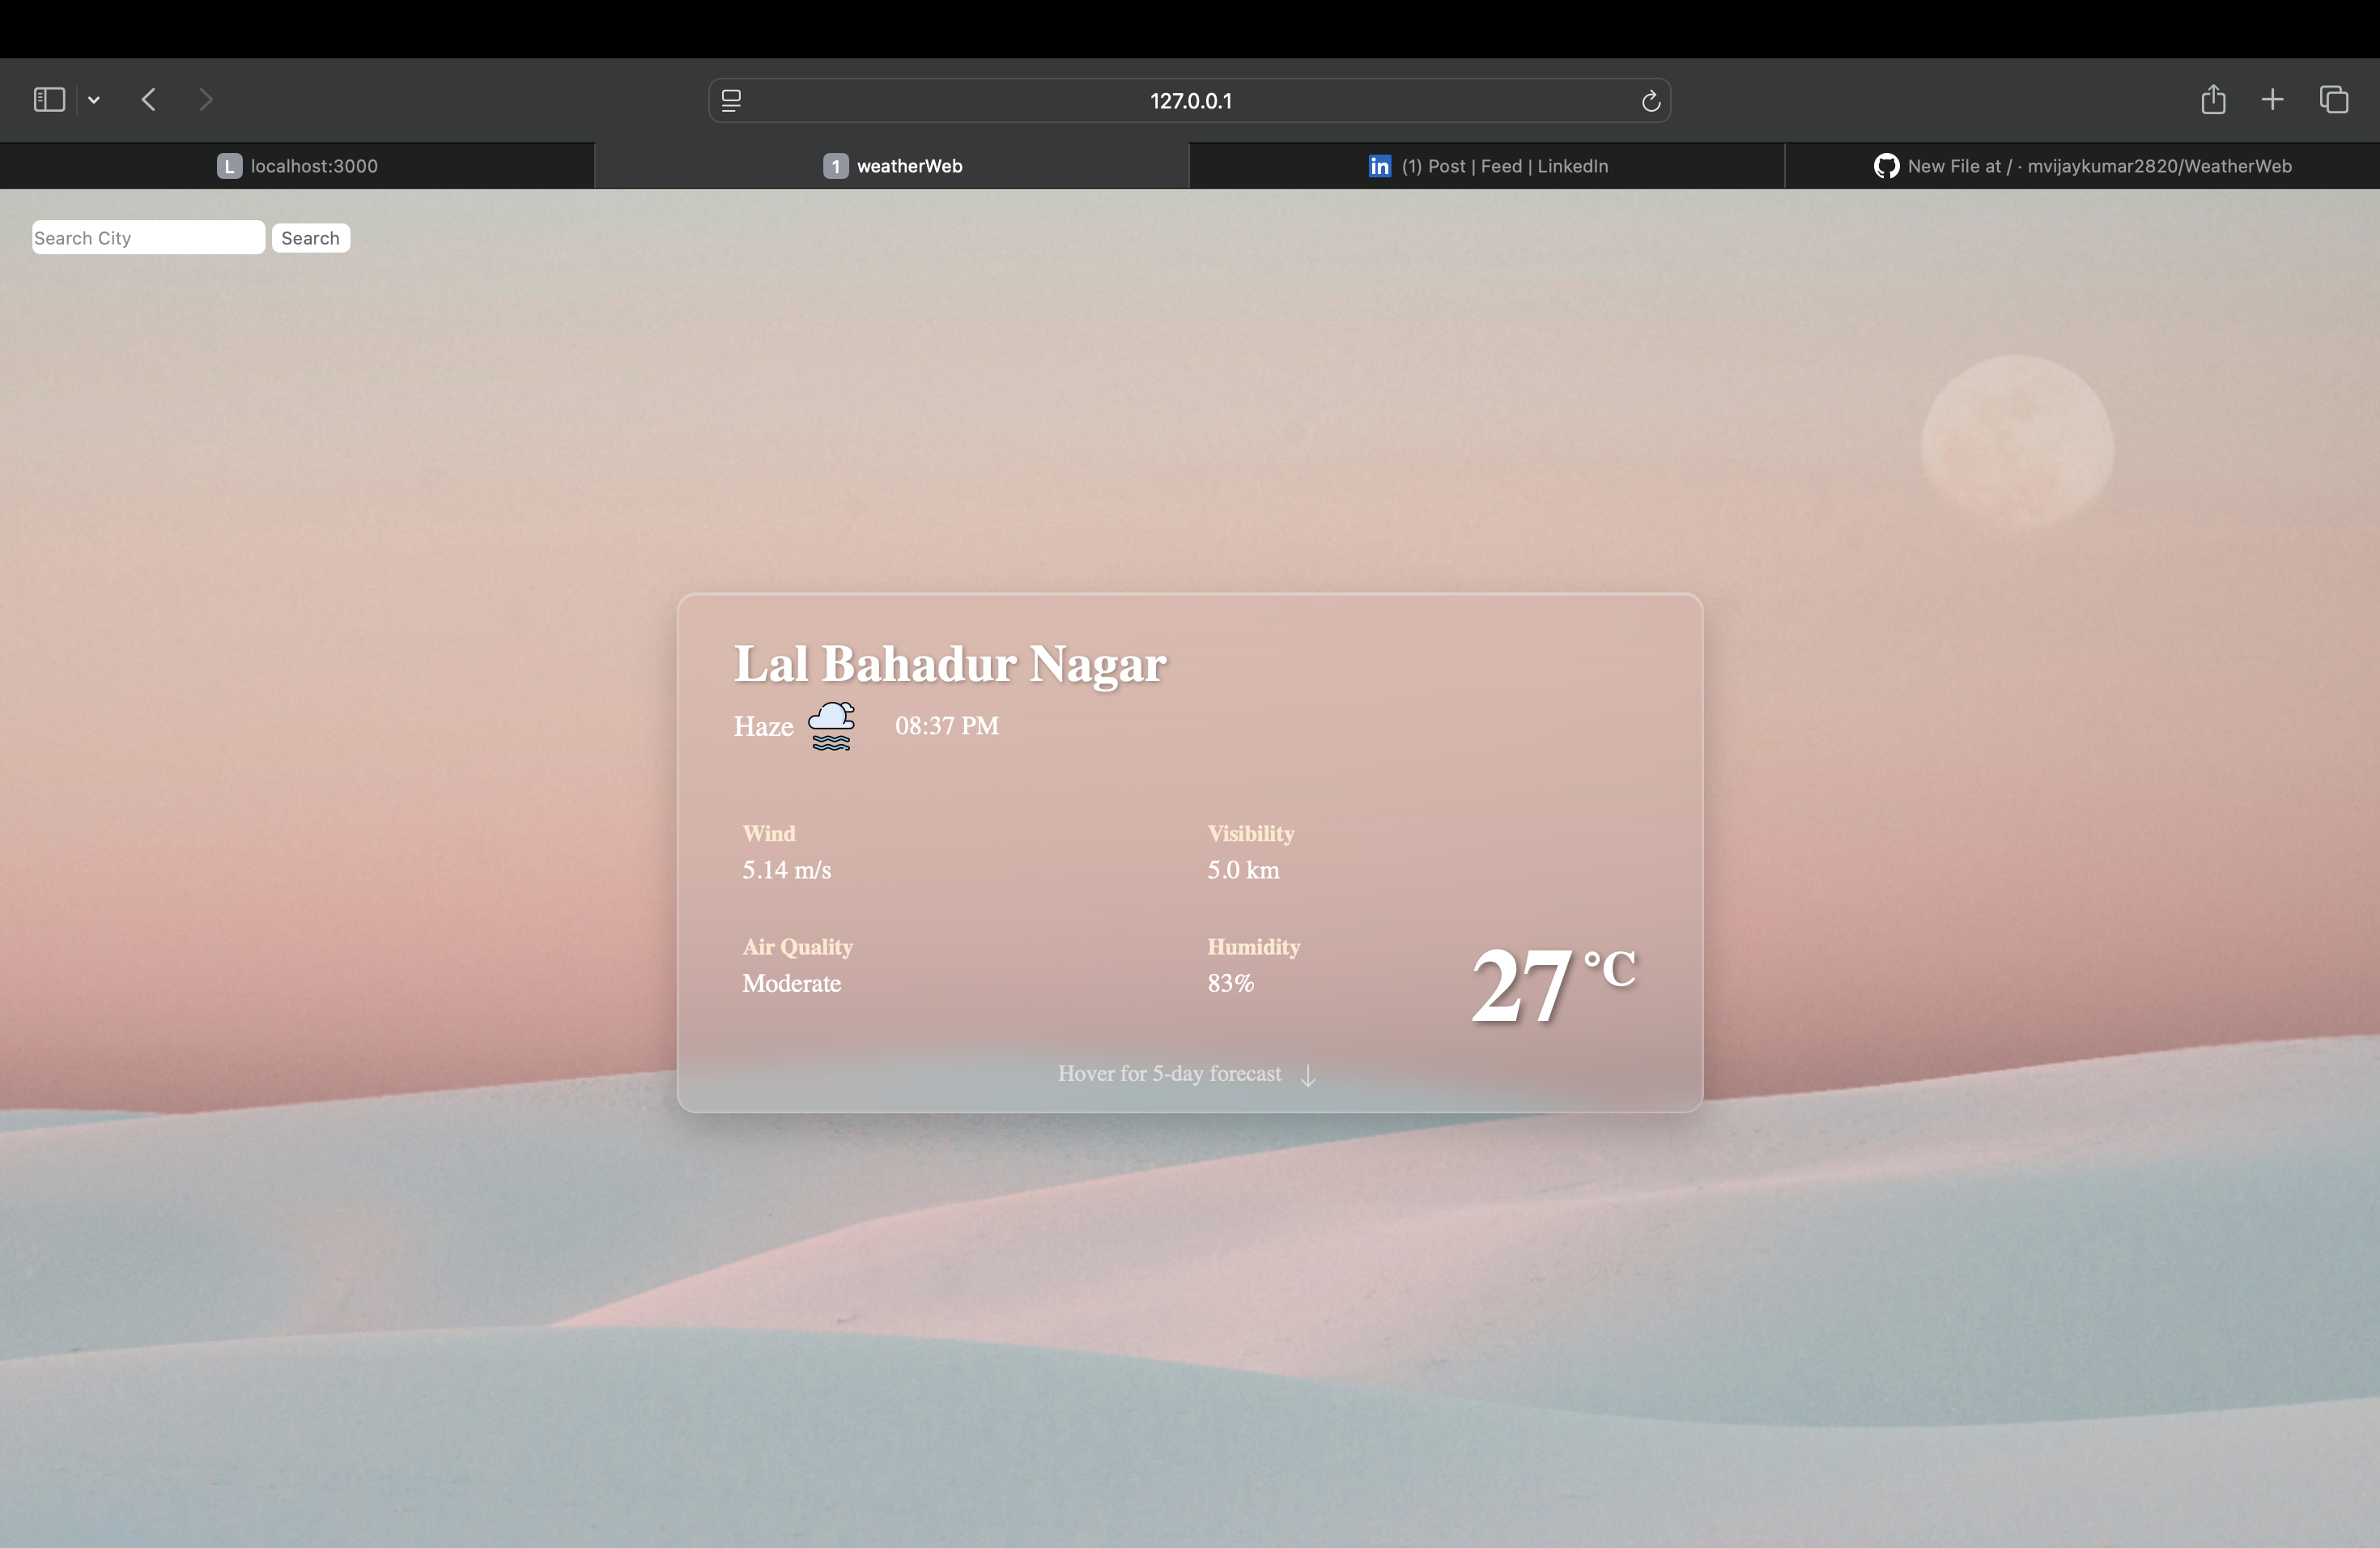 127.0.0.1
L localhost:3000
1 weatherWeb
in (1) Post | Feed | LinkedIn
New File at / · mvijaykumar2820/WeatherWeb
Search City Search
Lal Bahadur Nagar
Haze 08:37 PM
Wind Visibility
5.14 m/s 5.0 km
Air Quality Humidity
Moderate 83%
27 °C
Hover for 5-day forecast ↓